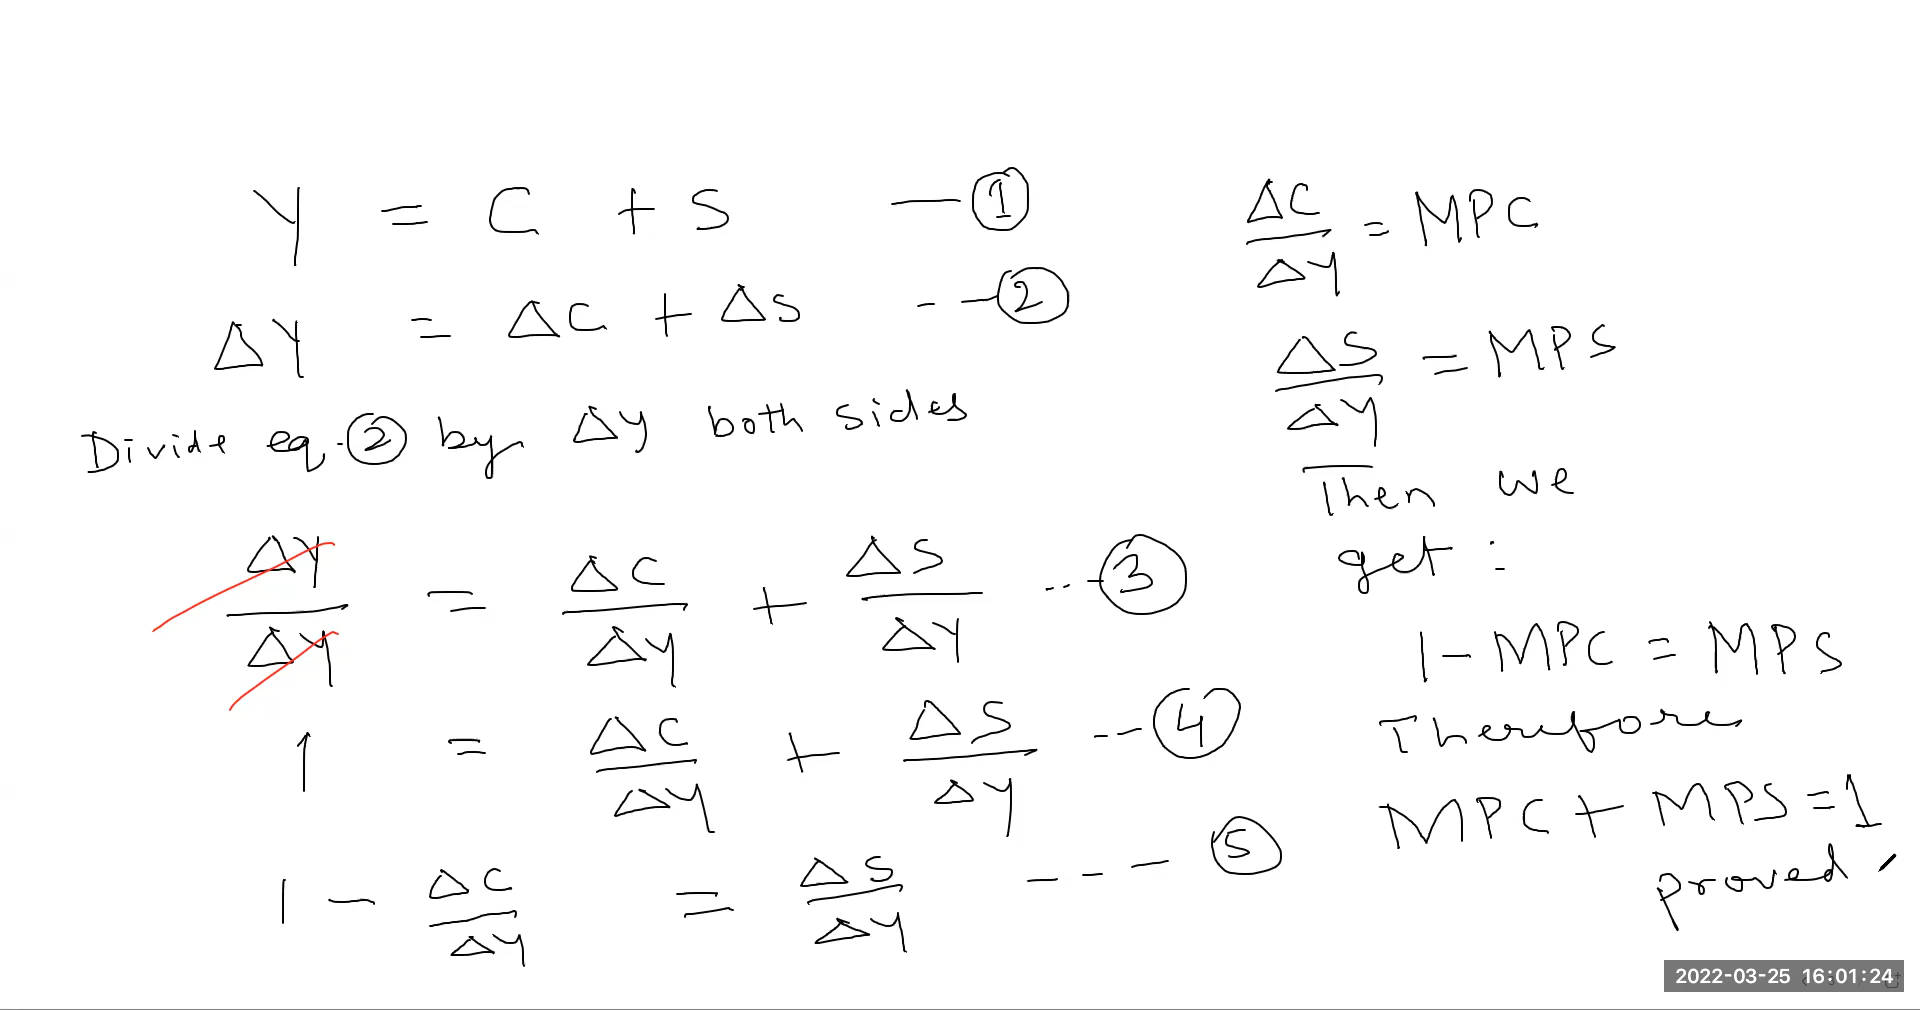 Y = C + S —①
ΔY = ΔC + ΔS - -②
Divide eq.② by ΔY both sides
ΔY/ΔY = ΔC/ΔY + ΔS/ΔY ...③
1 = ΔC/ΔY + ΔS/ΔY --④
1 - ΔC/ΔY = ΔS/ΔY - - - ⑤
ΔC/ΔY = MPC
ΔS/ΔY = MPS
Then we
get :
1 - MPC = MPS
Therefore
MPC + MPS = 1
proved.
2022-03-25 16:01:24